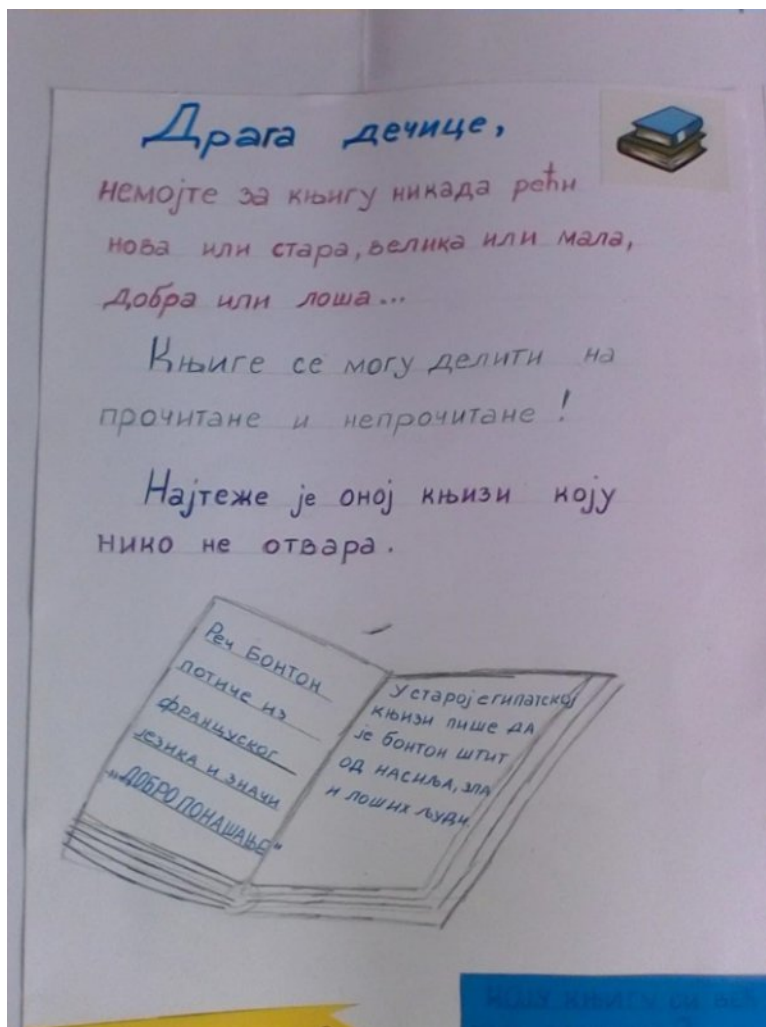 Драга дечице,
немојте за књигу никада рећи
нова или стара, велика или мала,
добра или лоша...
Књиге се могу делити на
прочитане и непрочитане!
Најтеже је оној књизи коју
нико не отвара.
Реч БОНТОН
потиче из
француског
језика и значи
„ДОБРО ПОНАШАЊЕ“
У старој египатској
књизи пише да
је бонтон штит
од насиља, зла
и лоших људи.